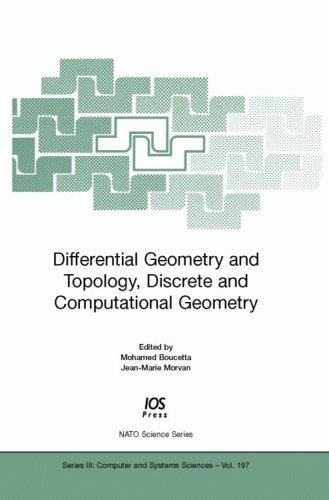 Differential Geometry and
Topology, Discrete and
Computational Geometry
Edited by
Mohamed Boucetta
Jean-Marie Morvan
IOS
Press
NATO Science Series
Series III: Computer and Systems Sciences – Vol. 197